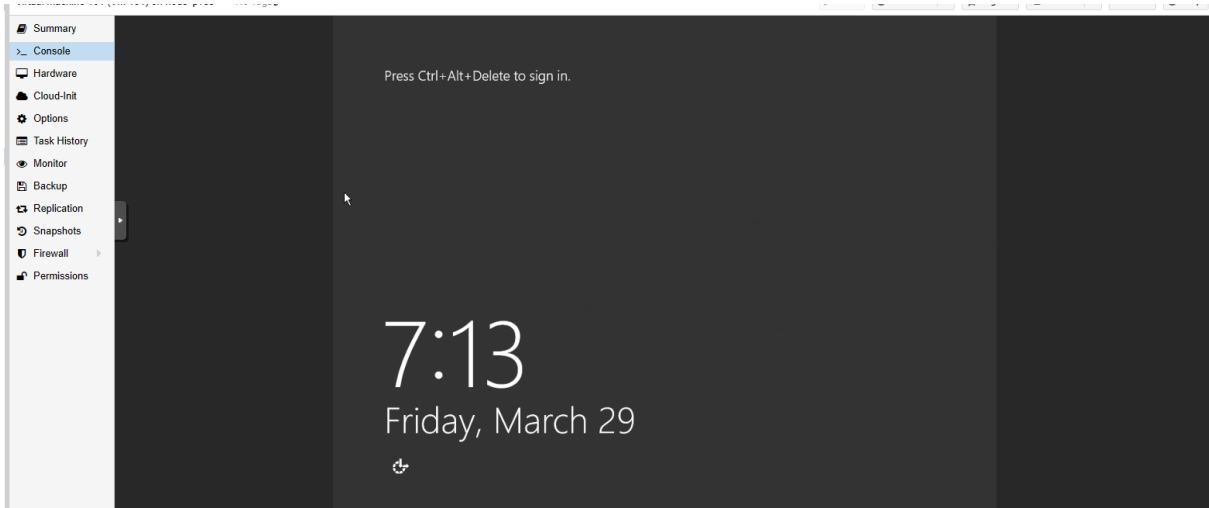 Summary
Console
Hardware
Cloud-Init
Options
Task History
Monitor
Backup
Replication
Snapshots
Firewall
Permissions
Press Ctrl+Alt+Delete to sign in.
7:13
Friday, March 29